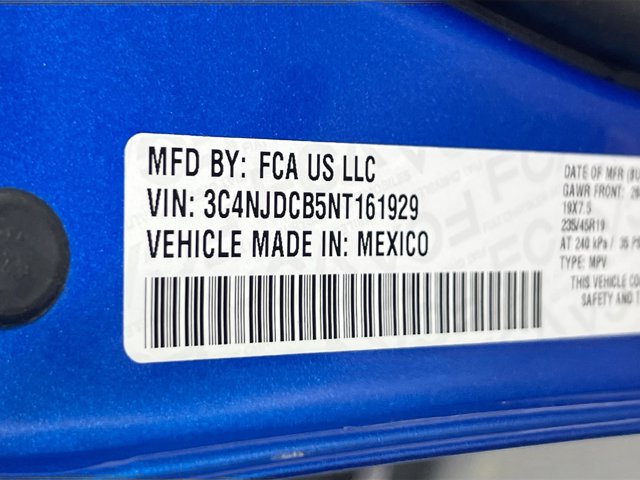 MFD BY: FCA US LLC
VIN: 3C4NJDCB5NT161929
VEHICLE MADE IN: MEXICO
DATE OF MFR
GAWR FRONT:
19X7.5
235/45R19
AT 240 kPa / 35
TYPE: MPV
THIS VEHICLE
SAFETY AND